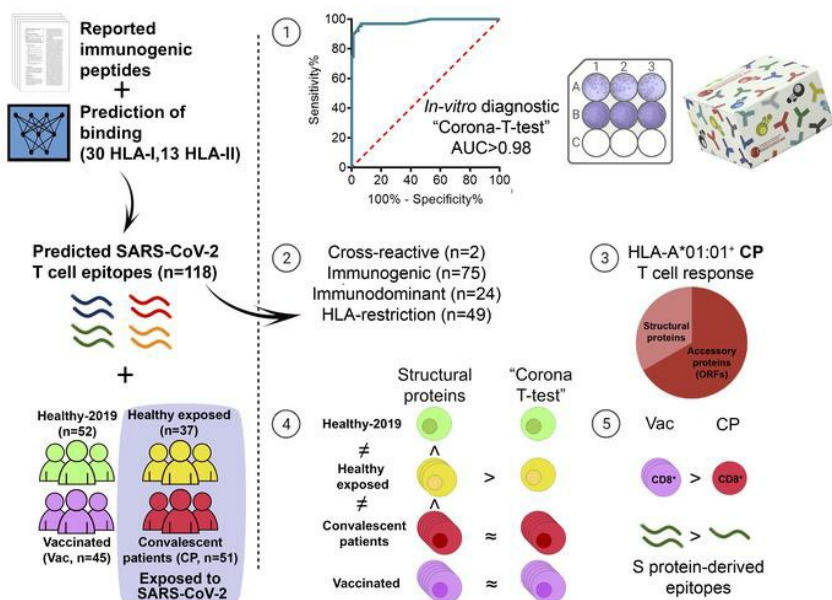 Reported
immunogenic
peptides
+
Prediction of
binding
(30 HLA-I,13 HLA-II)
Predicted SARS-CoV-2
T cell epitopes (n=118)
+
Healthy-2019
(n=52)
Healthy exposed
(n=37)
Vaccinated
(Vac, n=45)
Convalescent
patients (CP, n=51)
Exposed to
SARS-CoV-2
1
Sensitivity%
100
80
60
40
20
0
0 20 40 60 80 100
100% - Specificity%
In-vitro diagnostic
"Corona-T-test"
AUC>0.98
1 2 3
A
B
C
2
Cross-reactive (n=2)
Immunogenic (n=75)
Immunodominant (n=24)
HLA-restriction (n=49)
3
HLA-A*01:01⁺ CP
T cell response
Structural
proteins
Accessory
proteins
(ORFs)
4
Structural
proteins
"Corona
T-test"
Healthy-2019
≠ <
Healthy
exposed
>
≠ <
Convalescent
patients
≈
Vaccinated ≈
5
Vac CP
CD8⁺ > CD8⁺
>
S protein-derived
epitopes